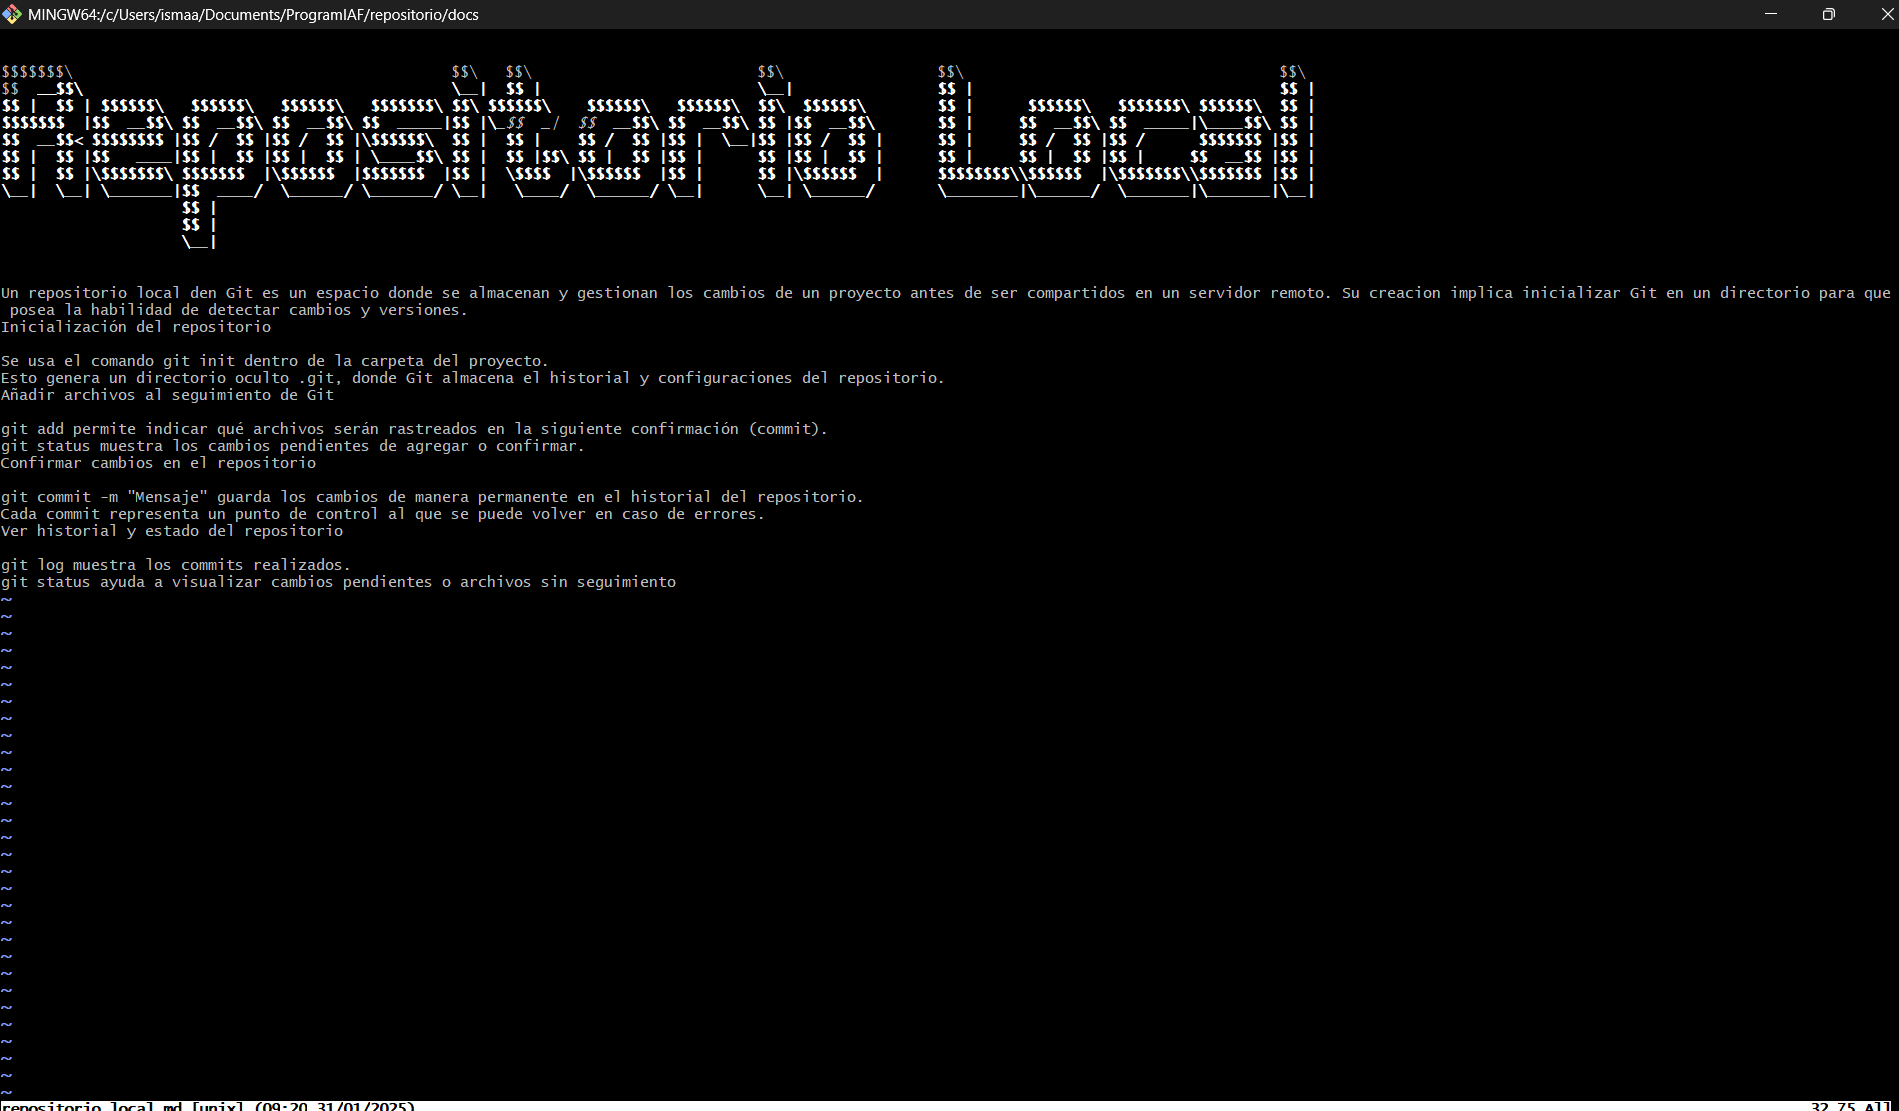 MINGW64:/c/Users/ismaa/Documents/ProgramIAF/repositorio/docs
Repositorio Local
Un repositorio local den Git es un espacio donde se almacenan y gestionan los cambios de un proyecto antes de ser compartidos en un servidor remoto. Su creacion implica inicializar Git en un directorio para que
posea la habilidad de detectar cambios y versiones.
Inicialización del repositorio
Se usa el comando git init dentro de la carpeta del proyecto.
Esto genera un directorio oculto .git, donde Git almacena el historial y configuraciones del repositorio.
Añadir archivos al seguimiento de Git
git add permite indicar qué archivos serán rastreados en la siguiente confirmación (commit).
git status muestra los cambios pendientes de agregar o confirmar.
Confirmar cambios en el repositorio
git commit -m "Mensaje" guarda los cambios de manera permanente en el historial del repositorio.
Cada commit representa un punto de control al que se puede volver en caso de errores.
Ver historial y estado del repositorio
git log muestra los commits realizados.
git status ayuda a visualizar cambios pendientes o archivos sin seguimiento
repositorio_local.md [unix] (09:20 31/01/2025) 32,75 All